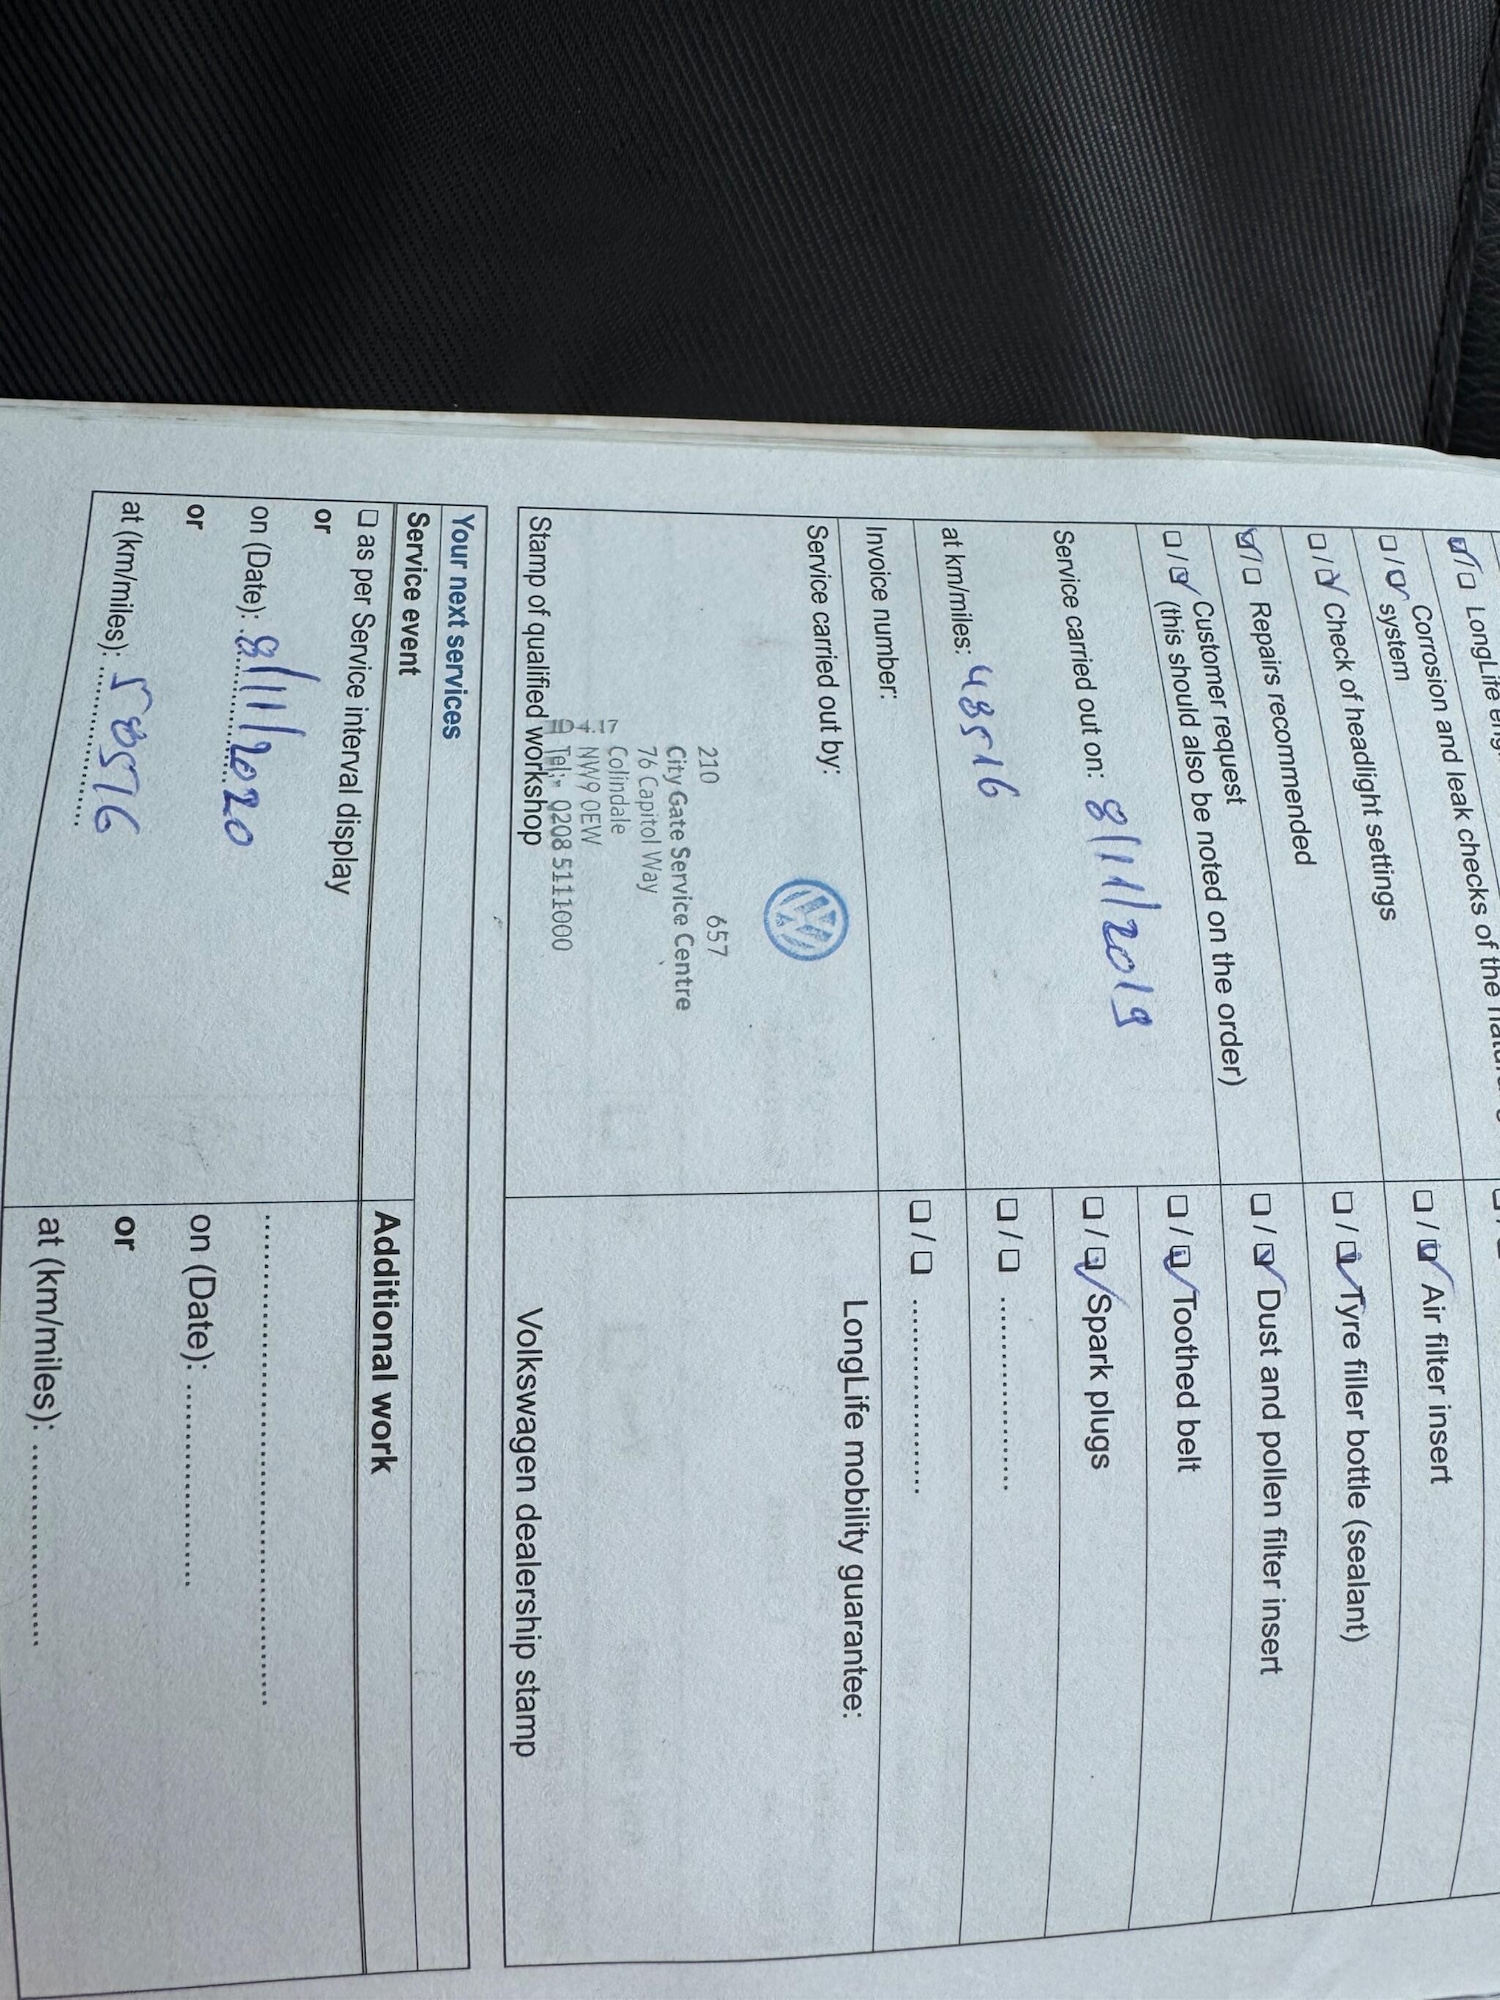 LongLife
Corrosion and leak checks of the
system
Check of headlight settings
Repairs recommended
Customer request
(this should also be noted on the order)
Service carried out on: 8/11/2019
at km/miles: 48516
Invoice number:
Service carried out by:
210 657
City Gate Service Centre
76 Capitol Way
Colindale
NW9 0EW
Tel: 0208 5111000
Stamp of qualified workshop
Air filter insert
Tyre filler bottle (sealant)
Dust and pollen filter insert
Toothed belt
Spark plugs
LongLife mobility guarantee:
Volkswagen dealership stamp
Your next services
Service event
as per Service interval display
or
on (Date): 8/11/2020
or
at (km/miles): 58516
Additional work
on (Date):
or
at (km/miles):